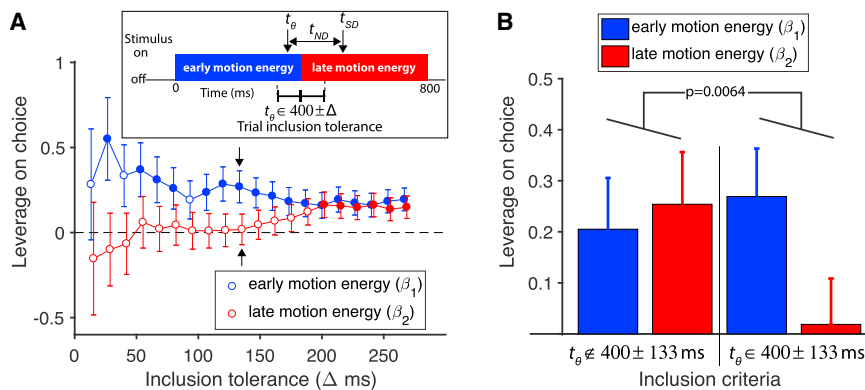 A
Stimulus
on
off
t_θ
t_ND
t_SD
early motion energy
late motion energy
0
Time (ms)
800
t_θ ∈ 400 ± Δ
Trial inclusion tolerance
Leverage on choice
1
0.5
0
-0.5
early motion energy (β₁)
late motion energy (β₂)
0 50 100 150 200 250
Inclusion tolerance (Δ ms)
B
early motion energy (β₁)
late motion energy (β₂)
p=0.0064
Leverage on choice
0.5
0.4
0.3
0.2
0.1
t_θ ∉ 400 ± 133 ms
t_θ ∈ 400 ± 133 ms
Inclusion criteria